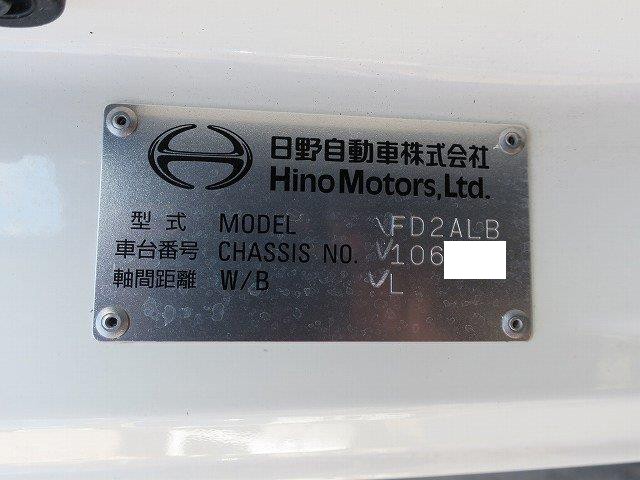 日野自動車株式会社
Hino Motors, Ltd.
型式 MODEL FD2ALB
車台番号 CHASSIS NO. 106
軸間距離 W/B L